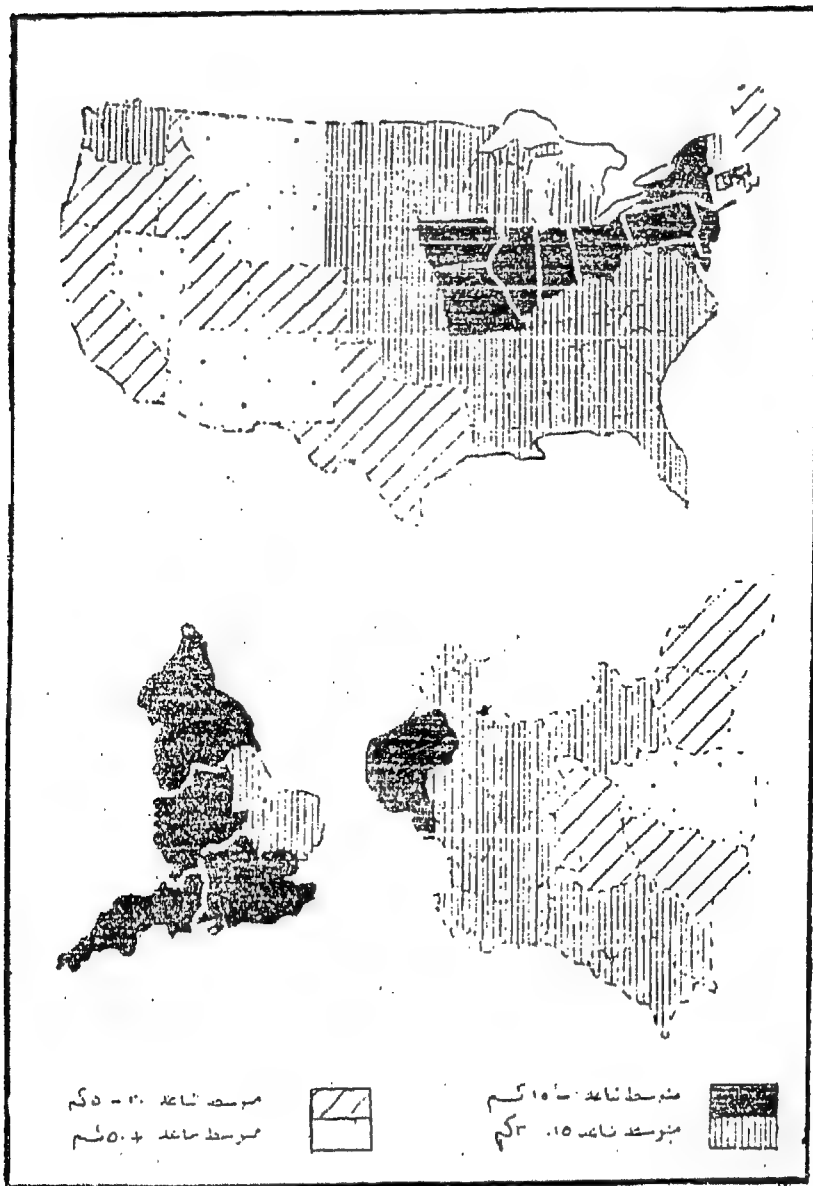 متوسط تباعد - ١٥ كم
متوسط تباعد ١٥ - ٣٠ كم
متوسط تباعد ٣٠ - ٥٠ كم
متوسط تباعد + ٥٠ كم